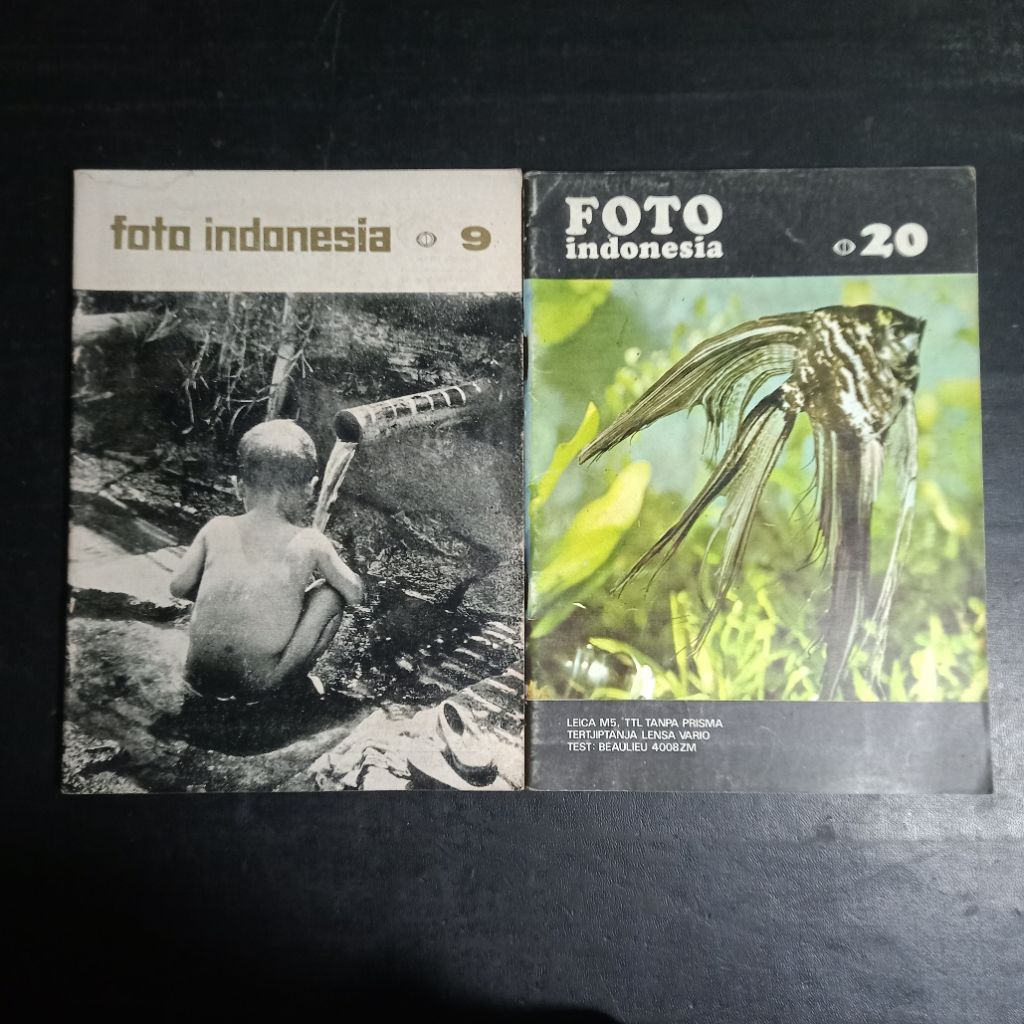 foto indonesia 9
FOTO
indonesia
20
LEICA M5, TTL TANPA PRISMA
TERTJIPTANJA LENSA VARIO
TEST: BEAULIEU 4008ZM